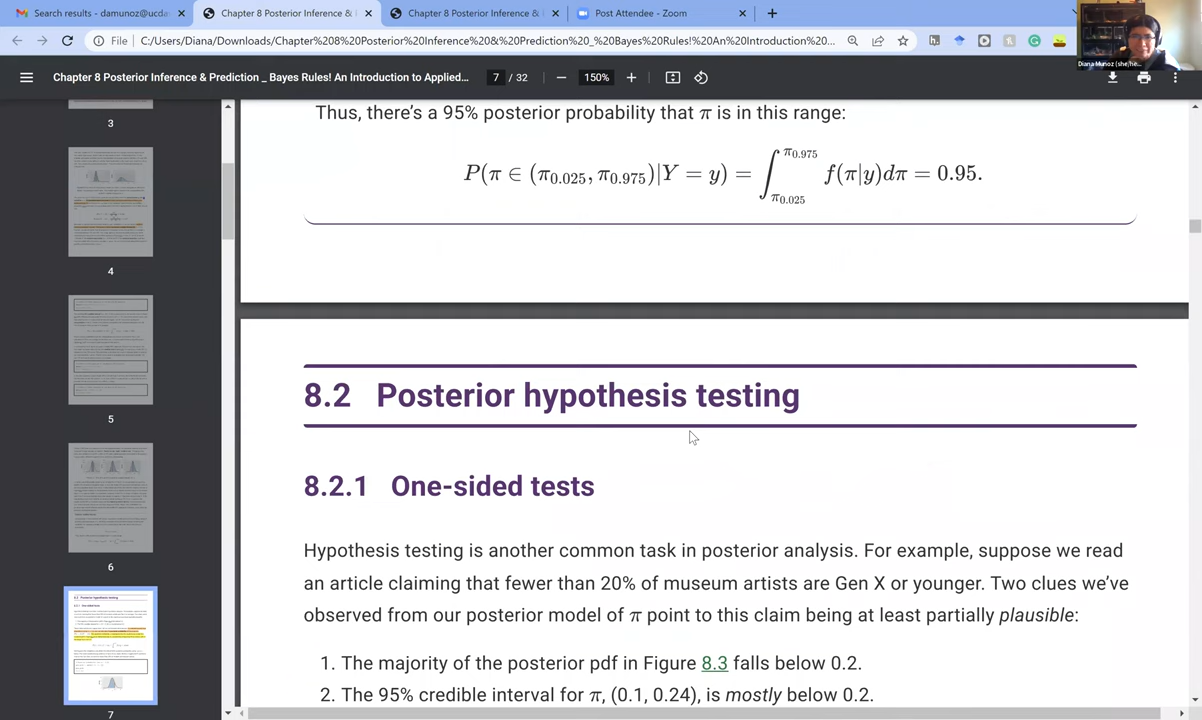 Search results - damunoz@ucda
Chapter 8 Posterior Inference &
Chapter 8 Posterior Inference &
Post Attendee - Zoom
File
C:/Users/Diana/Downloads/Chapter%208%20Poste rior%20Inference%20&%20Prediction%20_%20Bayes%20Rules!%20An%20Introduction%20...
Diana Munoz (she/he...
Chapter 8 Posterior Inference & Prediction _ Bayes Rules! An Introduction to Applied...
7 / 32
150%
3
4
5
6
7
Thus, there's a 95% posterior probability that π is in this range:
P(π ∈ (π0.025, π0.975)|Y = y) = ∫π0.025^π0.975 f(π|y)dπ = 0.95.
8.2 Posterior hypothesis testing
8.2.1 One-sided tests
Hypothesis testing is another common task in posterior analysis. For example, suppose we read
an article claiming that fewer than 20% of museum artists are Gen X or younger. Two clues we've
observed from our posterior model of π point to this claim being at least partially plausible:
1. The majority of the posterior pdf in Figure 8.3 falls below 0.2.
2. The 95% credible interval for π, (0.1, 0.24), is mostly below 0.2.